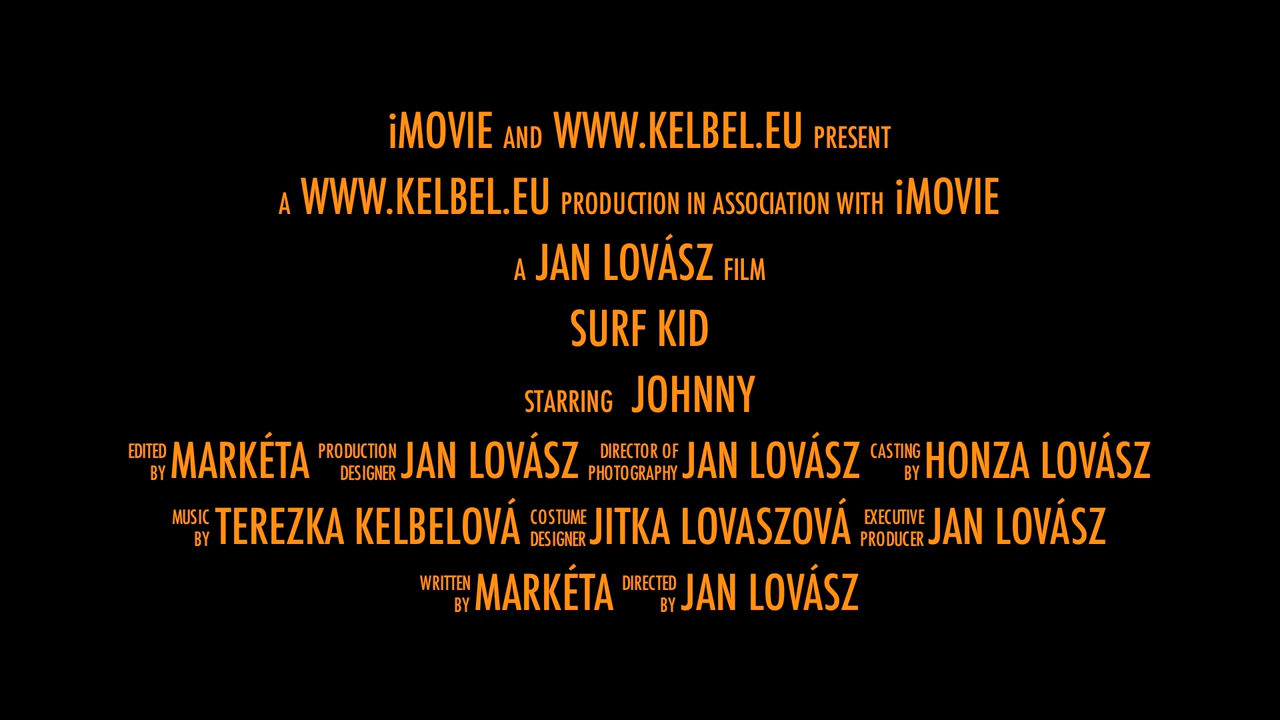 iMOVIE AND WWW.KELBEL.EU PRESENT
A WWW.KELBEL.EU PRODUCTION IN ASSOCIATION WITH iMOVIE
A JAN LOVÁSZ FILM
SURF KID
STARRING JOHNNY
EDITED BY MARKÉTA PRODUCTION DESIGNER JAN LOVÁSZ DIRECTOR OF PHOTOGRAPHY JAN LOVÁSZ CASTING BY HONZA LOVÁSZ
MUSIC BY TEREZKA KELBELOVÁ COSTUME DESIGNER JITKA LOVASZOVÁ EXECUTIVE PRODUCER JAN LOVÁSZ
WRITTEN BY MARKÉTA DIRECTED BY JAN LOVÁSZ